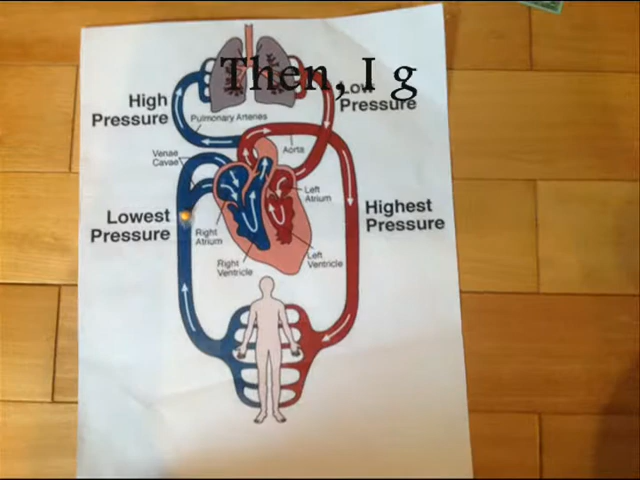 Then, I g
Low
Pressure
High
Pressure
Pulmonary Arteries
Aorta
Venae
Cavae
Left
Atrium
Lowest
Pressure
Highest
Pressure
Right
Atrium
Right
Ventricle
Left
Ventricle